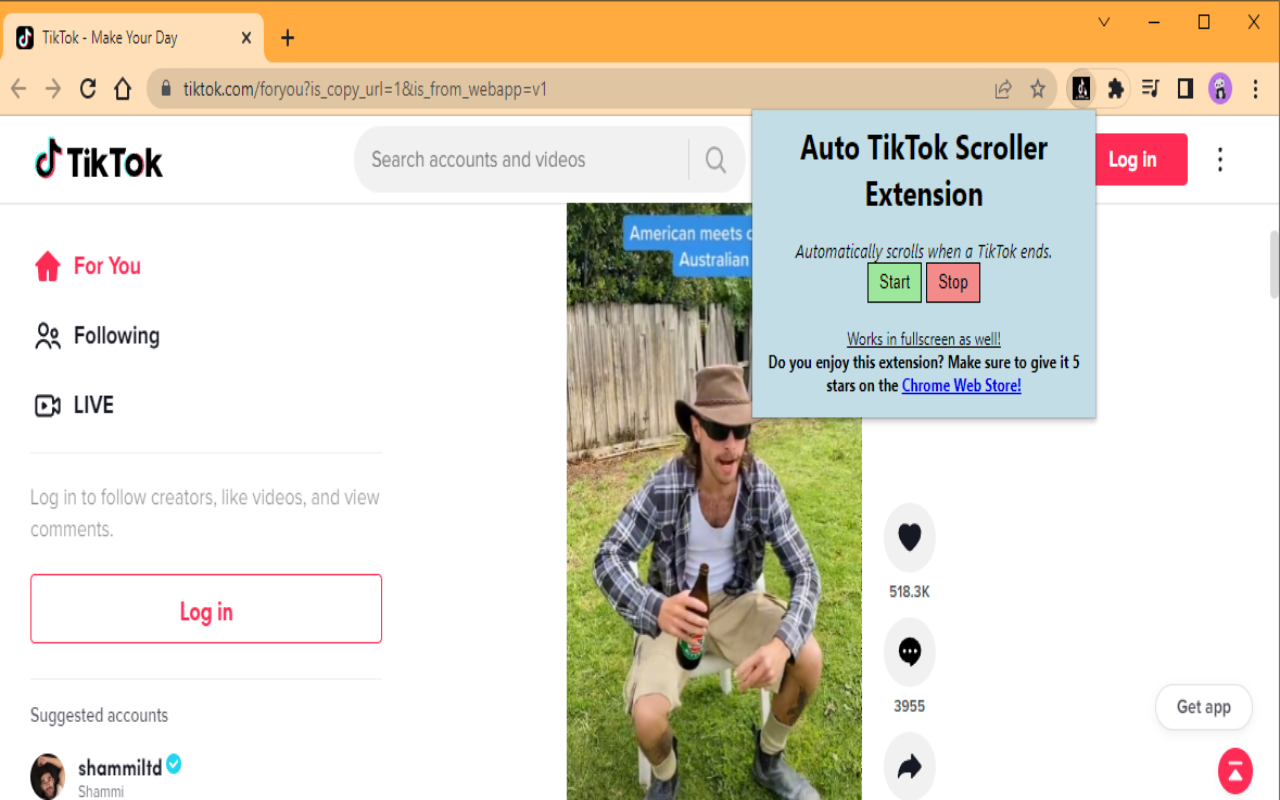 TikTok - Make Your Day
tiktok.com/foryou?is_copy_url=1&is_from_webapp=v1
TikTok
Search accounts and videos
Log in
Auto TikTok Scroller
Extension
Automatically scrolls when a TikTok ends.
Start
Stop
Works in fullscreen as well!
Do you enjoy this extension? Make sure to give it 5
stars on the Chrome Web Store!
For You
Following
LIVE
Log in to follow creators, like videos, and view
comments.
Log in
Suggested accounts
shammiltd
Shammi
American meets
Australian
518.3K
3955
Get app